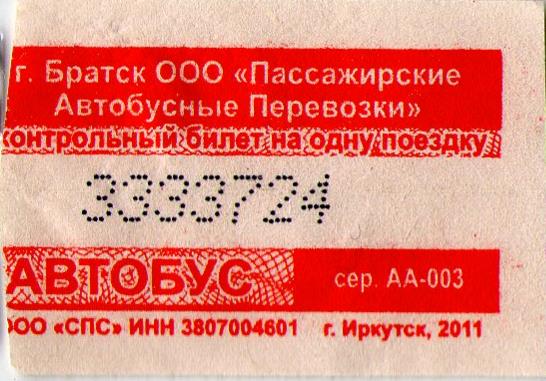 г. Братск ООО «Пассажирские
Автобусные Перевозки»
контрольный билет на одну поездку
3333724
АВТОБУС сер. АА-003
ООО «СПС» ИНН 3807004601 г. Иркутск, 2011